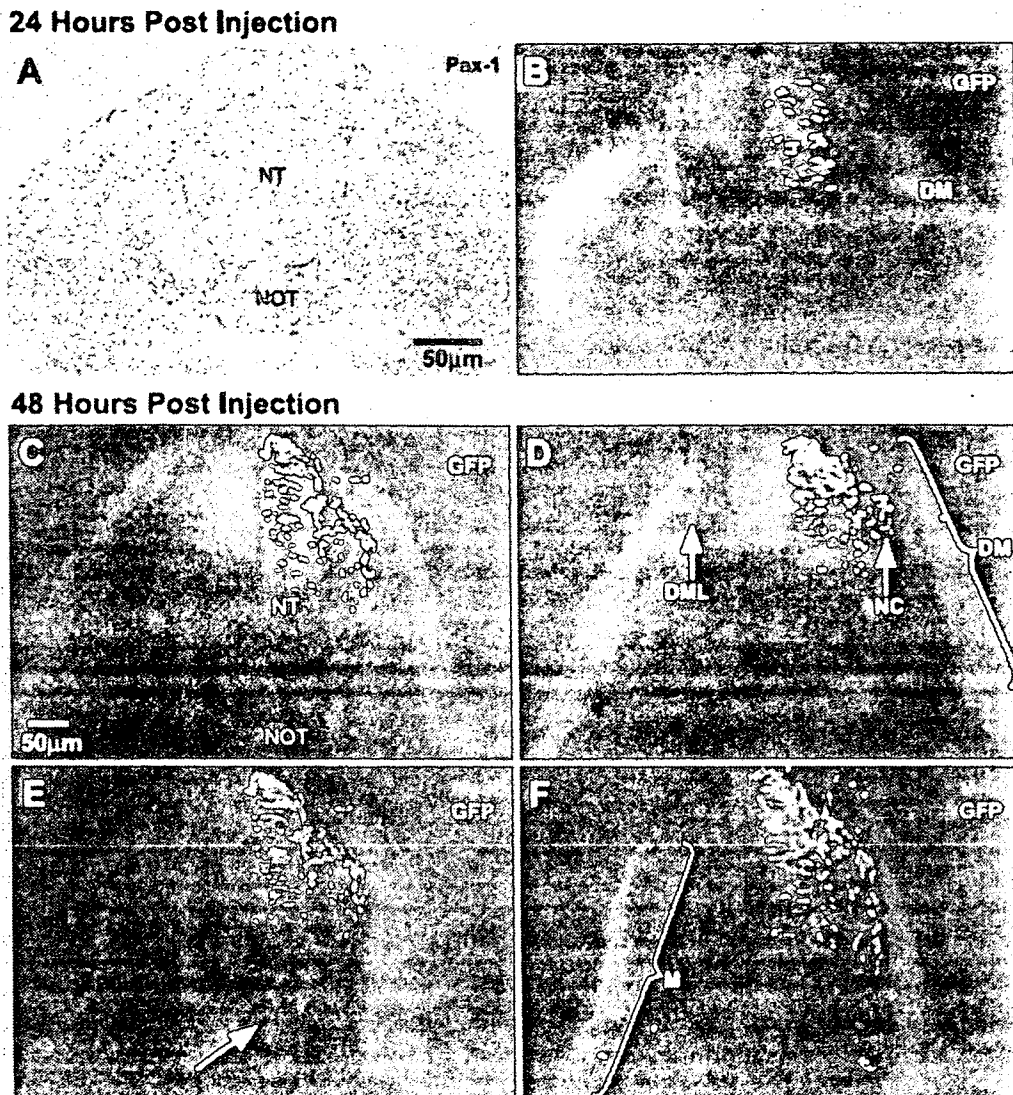 24 Hours Post Injection
A
Pax-1
NT
NOT
50µm
B
GFP
DM
48 Hours Post Injection
C
GFP
NT
50µm
NOT
D
GFP
DM
DML
NC
E
GFP
F
GFP
M